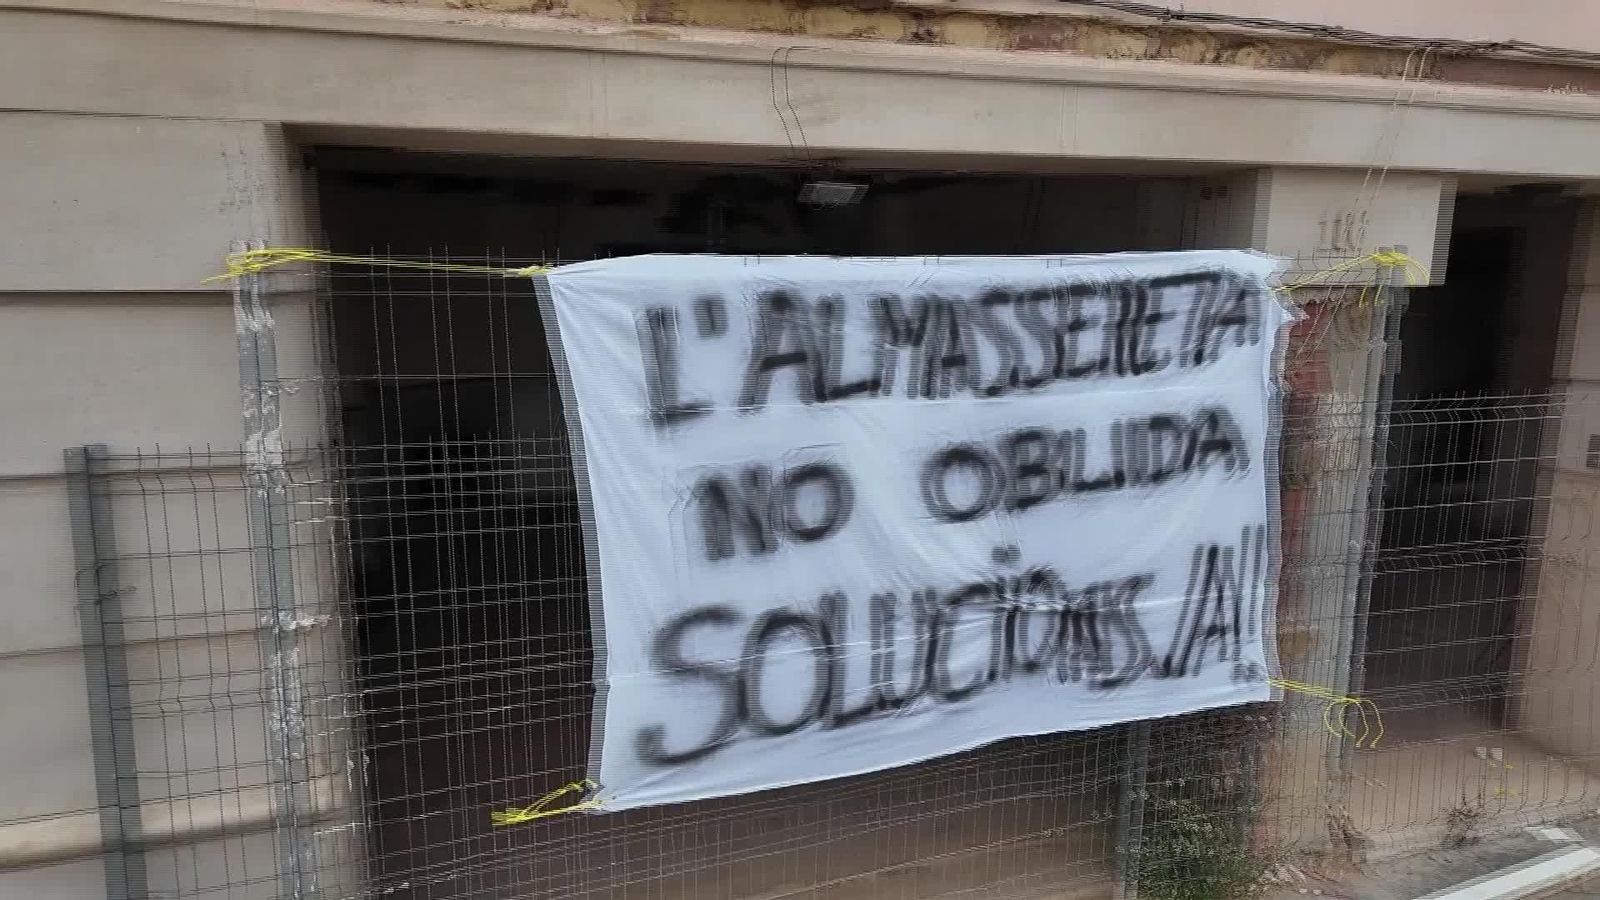 L'ALMASSERETA
NO OBLIDA
SOLUCIONS JA!!